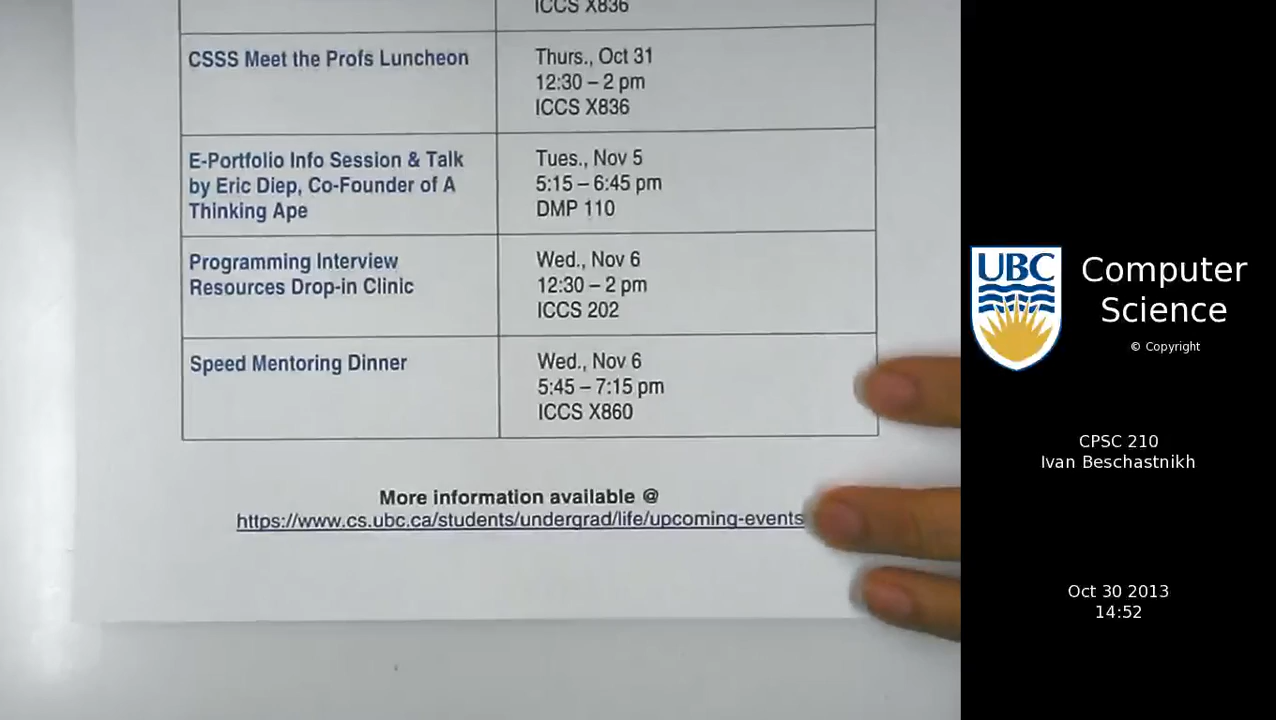 ICCS X836
CSSS Meet the Profs Luncheon
Thurs., Oct 31
12:30 – 2 pm
ICCS X836
E-Portfolio Info Session & Talk
by Eric Diep, Co-Founder of A
Thinking Ape
Tues., Nov 5
5:15 – 6:45 pm
DMP 110
Programming Interview
Resources Drop-in Clinic
Wed., Nov 6
12:30 – 2 pm
ICCS 202
Speed Mentoring Dinner
Wed., Nov 6
5:45 – 7:15 pm
ICCS X860
More information available @
https://www.cs.ubc.ca/students/undergrad/life/upcoming-events
UBC
Computer
Science
© Copyright
CPSC 210
Ivan Beschastnikh
Oct 30 2013
14:52